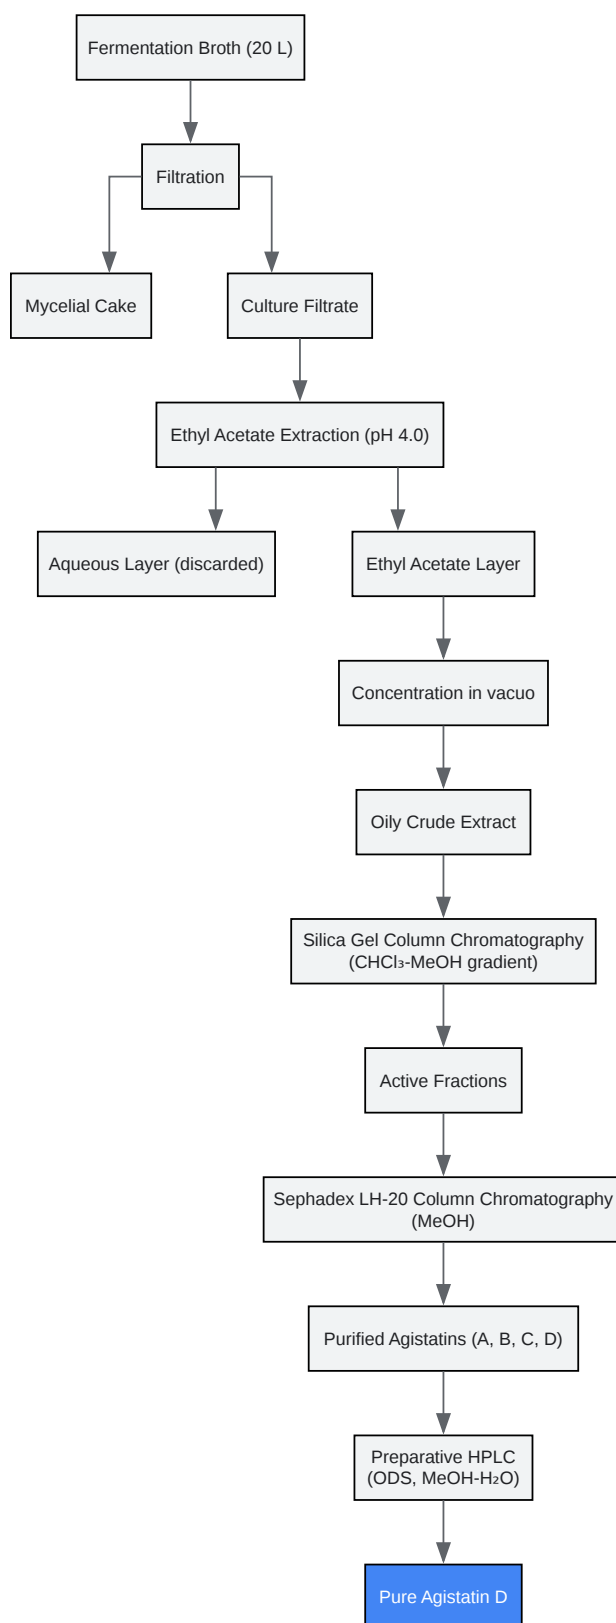 Fermentation Broth (20 L)
Filtration
Mycelial Cake
Culture Filtrate
Ethyl Acetate Extraction (pH 4.0)
Aqueous Layer (discarded)
Ethyl Acetate Layer
Concentration in vacuo
Oily Crude Extract
Silica Gel Column Chromatography
(CHCl₃-MeOH gradient)
Active Fractions
Sephadex LH-20 Column Chromatography
(MeOH)
Purified Agistatins (A, B, C, D)
Preparative HPLC
(ODS, MeOH-H₂O)
Pure Agistatin D